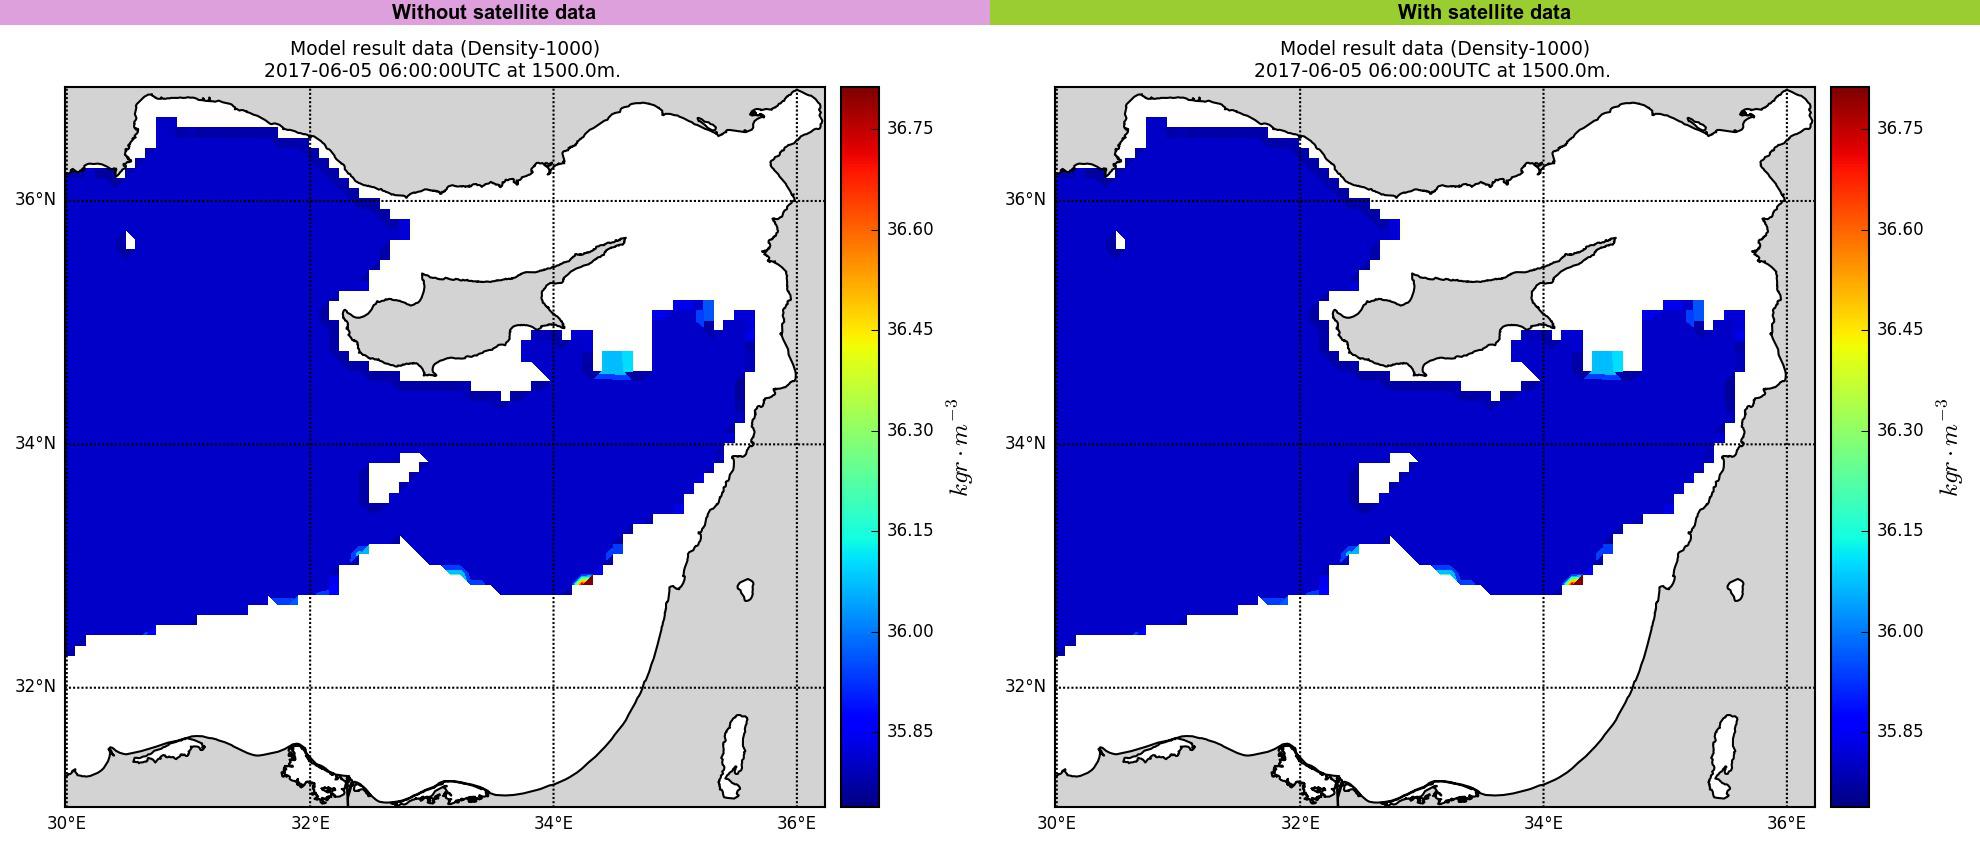 Without satellite data
With satellite data
Model result data (Density-1000)
2017-06-05 06:00:00UTC at 1500.0m.
36°N
34°N
32°N
30°E
32°E
34°E
36°E
36.75
36.60
36.45
36.30
36.15
36.00
35.85
kgr · m⁻³
Model result data (Density-1000)
2017-06-05 06:00:00UTC at 1500.0m.
36°N
34°N
32°N
30°E
32°E
34°E
36°E
36.75
36.60
36.45
36.30
36.15
36.00
35.85
kgr · m⁻³